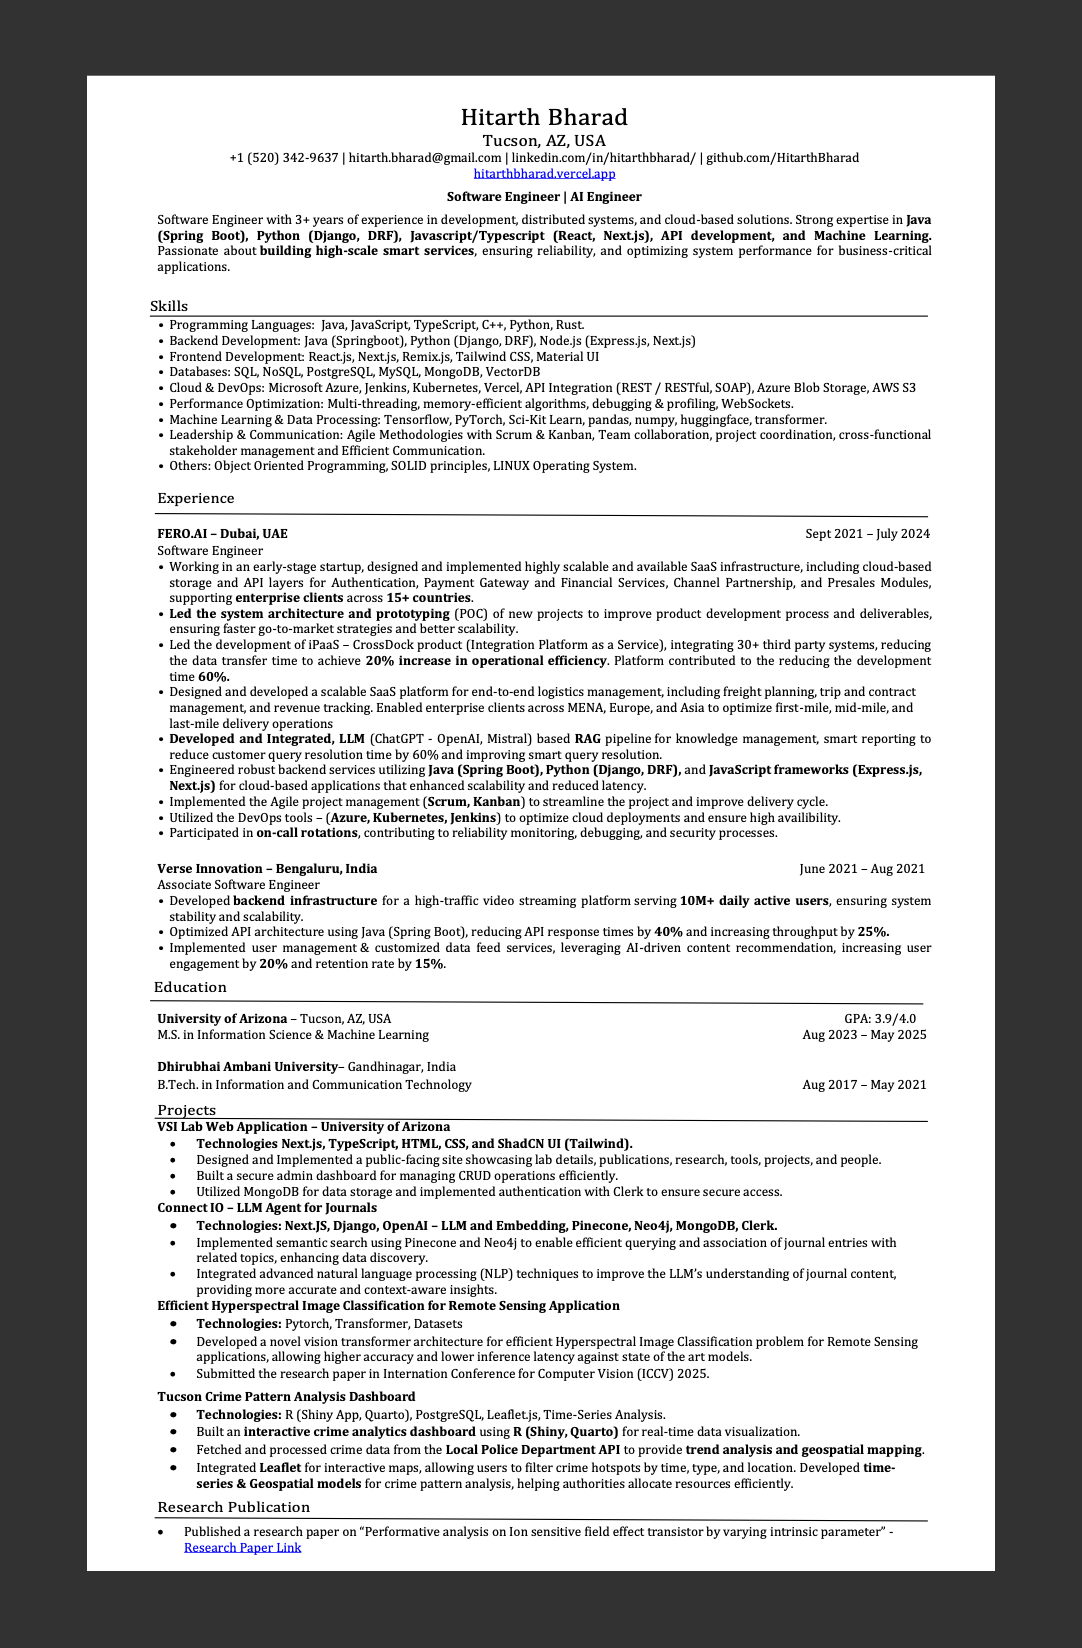 Hitarth Bharad
Tucson, AZ, USA
+1 (520) 342-9637 | hitarth.bharad@gmail.com | linkedin.com/in/hitarthbharad/ | github.com/HitarthBharad
hitarthbharad.vercel.app
Software Engineer | AI Engineer
Software Engineer with 3+ years of experience in development, distributed systems, and cloud-based solutions. Strong expertise in Java
(Spring Boot), Python (Django, DRF), Javascript/Typescript (React, Next.js), API development, and Machine Learning.
Passionate about building high-scale smart services, ensuring reliability, and optimizing system performance for business-critical
applications.
Skills
• Programming Languages: Java, JavaScript, TypeScript, C++, Python, Rust.
• Backend Development: Java (Springboot), Python (Django, DRF), Node.js (Express.js, Next.js)
• Frontend Development: React.js, Next.js, Remix.js, Tailwind CSS, Material UI
• Databases: SQL, NoSQL, PostgreSQL, MySQL, MongoDB, VectorDB
• Cloud & DevOps: Microsoft Azure, Jenkins, Kubernetes, Vercel, API Integration (REST / RESTful, SOAP), Azure Blob Storage, AWS S3
• Performance Optimization: Multi-threading, memory-efficient algorithms, debugging & profiling, WebSockets.
• Machine Learning & Data Processing: Tensorflow, PyTorch, Sci-Kit Learn, pandas, numpy, huggingface, transformer.
• Leadership & Communication: Agile Methodologies with Scrum & Kanban, Team collaboration, project coordination, cross-functional
stakeholder management and Efficient Communication.
• Others: Object Oriented Programming, SOLID principles, LINUX Operating System.
Experience
FERO.AI – Dubai, UAE Sept 2021 – July 2024
Software Engineer
• Working in an early-stage startup, designed and implemented highly scalable and available SaaS infrastructure, including cloud-based
storage and API layers for Authentication, Payment Gateway and Financial Services, Channel Partnership, and Presales Modules,
supporting enterprise clients across 15+ countries.
• Led the system architecture and prototyping (POC) of new projects to improve product development process and deliverables,
ensuring faster go-to-market strategies and better scalability.
• Led the development of iPaaS – CrossDock product (Integration Platform as a Service), integrating 30+ third party systems, reducing
the data transfer time to achieve 20% increase in operational efficiency. Platform contributed to the reducing the development
time 60%.
• Designed and developed a scalable SaaS platform for end-to-end logistics management, including freight planning, trip and contract
management, and revenue tracking. Enabled enterprise clients across MENA, Europe, and Asia to optimize first-mile, mid-mile, and
last-mile delivery operations
• Developed and Integrated, LLM (ChatGPT - OpenAI, Mistral) based RAG pipeline for knowledge management, smart reporting to
reduce customer query resolution time by 60% and improving smart query resolution.
• Engineered robust backend services utilizing Java (Spring Boot), Python (Django, DRF), and JavaScript frameworks (Express.js,
Next.js) for cloud-based applications that enhanced scalability and reduced latency.
• Implemented the Agile project management (Scrum, Kanban) to streamline the project and improve delivery cycle.
• Utilized the DevOps tools – (Azure, Kubernetes, Jenkins) to optimize cloud deployments and ensure high availibility.
• Participated in on-call rotations, contributing to reliability monitoring, debugging, and security processes.
Verse Innovation – Bengaluru, India June 2021 – Aug 2021
Associate Software Engineer
• Developed backend infrastructure for a high-traffic video streaming platform serving 10M+ daily active users, ensuring system
stability and scalability.
• Optimized API architecture using Java (Spring Boot), reducing API response times by 40% and increasing throughput by 25%.
• Implemented user management & customized data feed services, leveraging AI-driven content recommendation, increasing user
engagement by 20% and retention rate by 15%.
Education
University of Arizona – Tucson, AZ, USA GPA: 3.9/4.0
M.S. in Information Science & Machine Learning Aug 2023 – May 2025
Dhirubhai Ambani University– Gandhinagar, India
B.Tech. in Information and Communication Technology Aug 2017 – May 2021
Projects
VSI Lab Web Application – University of Arizona
• Technologies Next.js, TypeScript, HTML, CSS, and ShadCN UI (Tailwind).
• Designed and Implemented a public-facing site showcasing lab details, publications, research, tools, projects, and people.
• Built a secure admin dashboard for managing CRUD operations efficiently.
• Utilized MongoDB for data storage and implemented authentication with Clerk to ensure secure access.
Connect IO – LLM Agent for Journals
• Technologies: Next.JS, Django, OpenAI – LLM and Embedding, Pinecone, Neo4j, MongoDB, Clerk.
• Implemented semantic search using Pinecone and Neo4j to enable efficient querying and association of journal entries with
related topics, enhancing data discovery.
• Integrated advanced natural language processing (NLP) techniques to improve the LLM’s understanding of journal content,
providing more accurate and context-aware insights.
Efficient Hyperspectral Image Classification for Remote Sensing Application
• Technologies: Pytorch, Transformer, Datasets
• Developed a novel vision transformer architecture for efficient Hyperspectral Image Classification problem for Remote Sensing
applications, allowing higher accuracy and lower inference latency against state of the art models.
• Submitted the research paper in Internation Conference for Computer Vision (ICCV) 2025.
Tucson Crime Pattern Analysis Dashboard
• Technologies: R (Shiny App, Quarto), PostgreSQL, Leaflet.js, Time-Series Analysis.
• Built an interactive crime analytics dashboard using R (Shiny, Quarto) for real-time data visualization.
• Fetched and processed crime data from the Local Police Department API to provide trend analysis and geospatial mapping.
• Integrated Leaflet for interactive maps, allowing users to filter crime hotspots by time, type, and location. Developed time-
series & Geospatial models for crime pattern analysis, helping authorities allocate resources efficiently.
Research Publication
• Published a research paper on “Performative analysis on Ion sensitive field effect transistor by varying intrinsic parameter” -
Research Paper Link